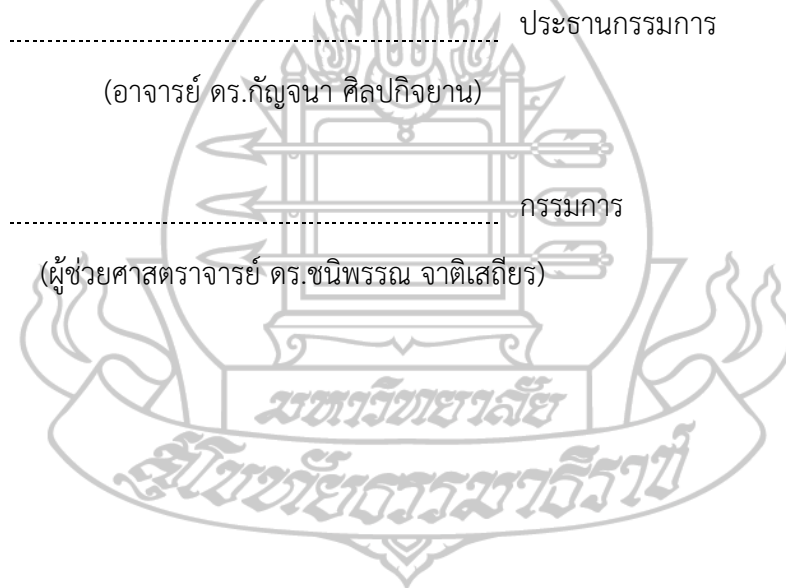 ประธานกรรมการ
(อาจารย์ ดร.กัญจนา ศิลปกิจยาน)
กรรมการ
(ผู้ช่วยศาสตราจารย์ ดร.ชนิพรรณ จาติเสถียร)
มหาวิทยาลัย
สุโขทัยธรรมาธิราช